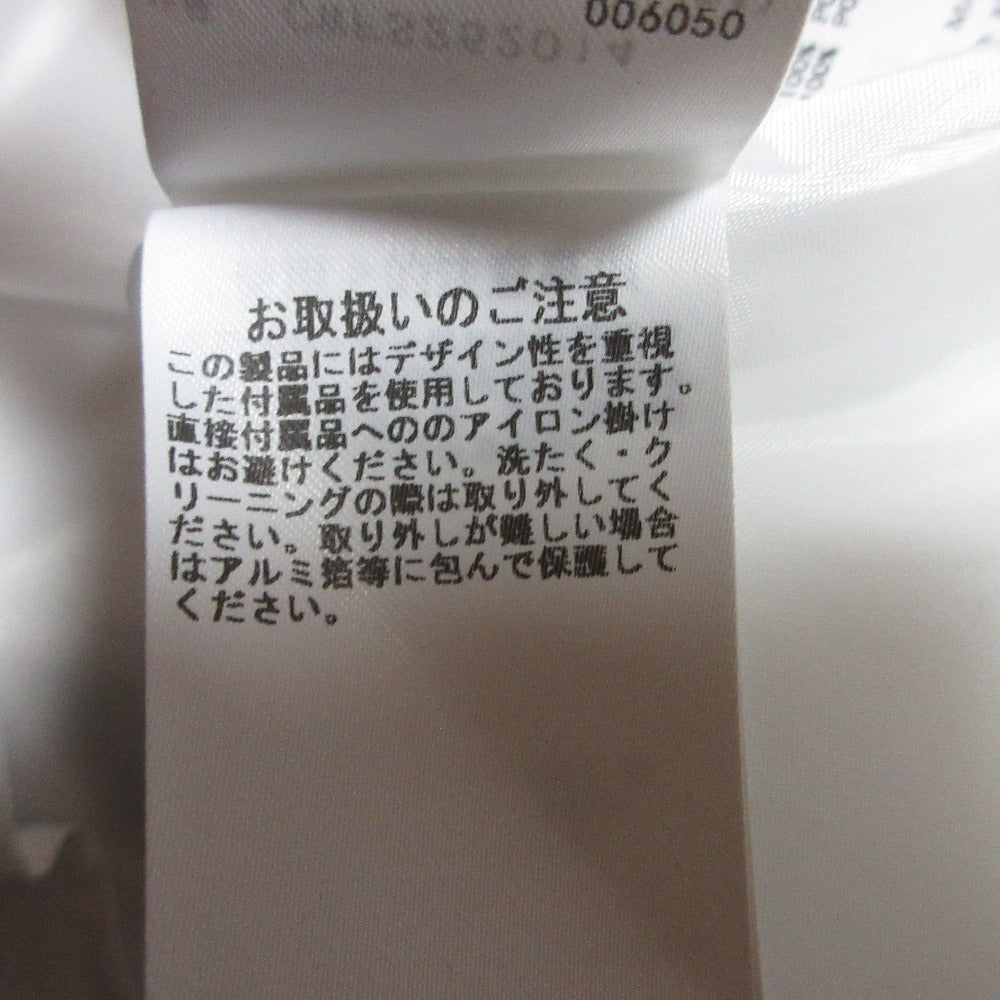 006050
お取扱いのご注意
この製品にはデザイン性を重視
した付属品を使用しております。
直接付属品へののアイロン掛け
はお避けください。洗たく・ク
リーニングの際は取り外してく
ださい。取り外しが難しい場合
はアルミ箔等に包んで保護して
ください。